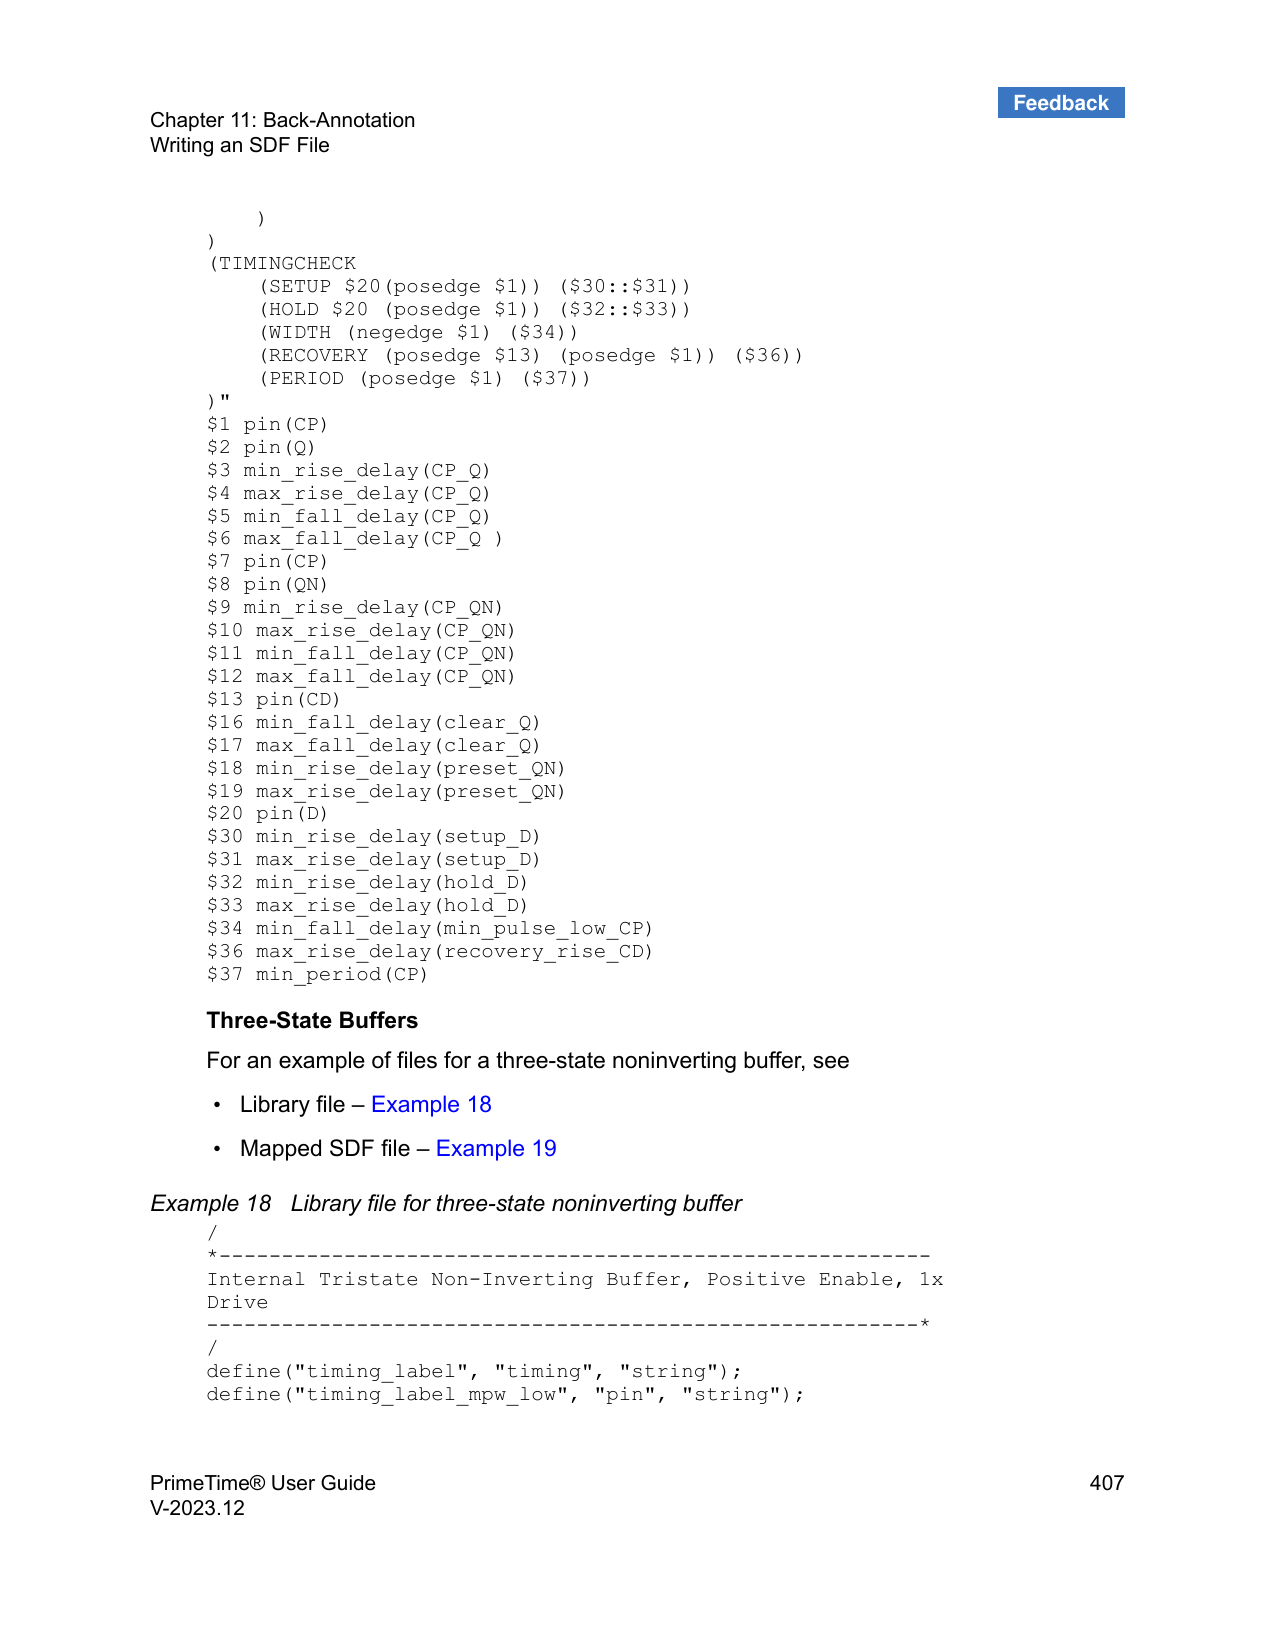 Feedback
Chapter 11: Back-Annotation
Writing an SDF File
    )
)
(TIMINGCHECK
    (SETUP $20(posedge $1)) ($30::$31))
    (HOLD $20 (posedge $1)) ($32::$33))
    (WIDTH (negedge $1) ($34))
    (RECOVERY (posedge $13) (posedge $1)) ($36))
    (PERIOD (posedge $1) ($37))
)"
$1 pin(CP)
$2 pin(Q)
$3 min_rise_delay(CP_Q)
$4 max_rise_delay(CP_Q)
$5 min_fall_delay(CP_Q)
$6 max_fall_delay(CP_Q )
$7 pin(CP)
$8 pin(QN)
$9 min_rise_delay(CP_QN)
$10 max_rise_delay(CP_QN)
$11 min_fall_delay(CP_QN)
$12 max_fall_delay(CP_QN)
$13 pin(CD)
$16 min_fall_delay(clear_Q)
$17 max_fall_delay(clear_Q)
$18 min_rise_delay(preset_QN)
$19 max_rise_delay(preset_QN)
$20 pin(D)
$30 min_rise_delay(setup_D)
$31 max_rise_delay(setup_D)
$32 min_rise_delay(hold_D)
$33 max_rise_delay(hold_D)
$34 min_fall_delay(min_pulse_low_CP)
$36 max_rise_delay(recovery_rise_CD)
$37 min_period(CP)
Three-State Buffers
For an example of files for a three-state noninverting buffer, see
• Library file – Example 18
• Mapped SDF file – Example 19
Example 18 Library file for three-state noninverting buffer
/
*---------------------------------------------------------
Internal Tristate Non-Inverting Buffer, Positive Enable, 1x
Drive
---------------------------------------------------------*
/
define("timing_label", "timing", "string");
define("timing_label_mpw_low", "pin", "string");
PrimeTime® User Guide
407
V-2023.12